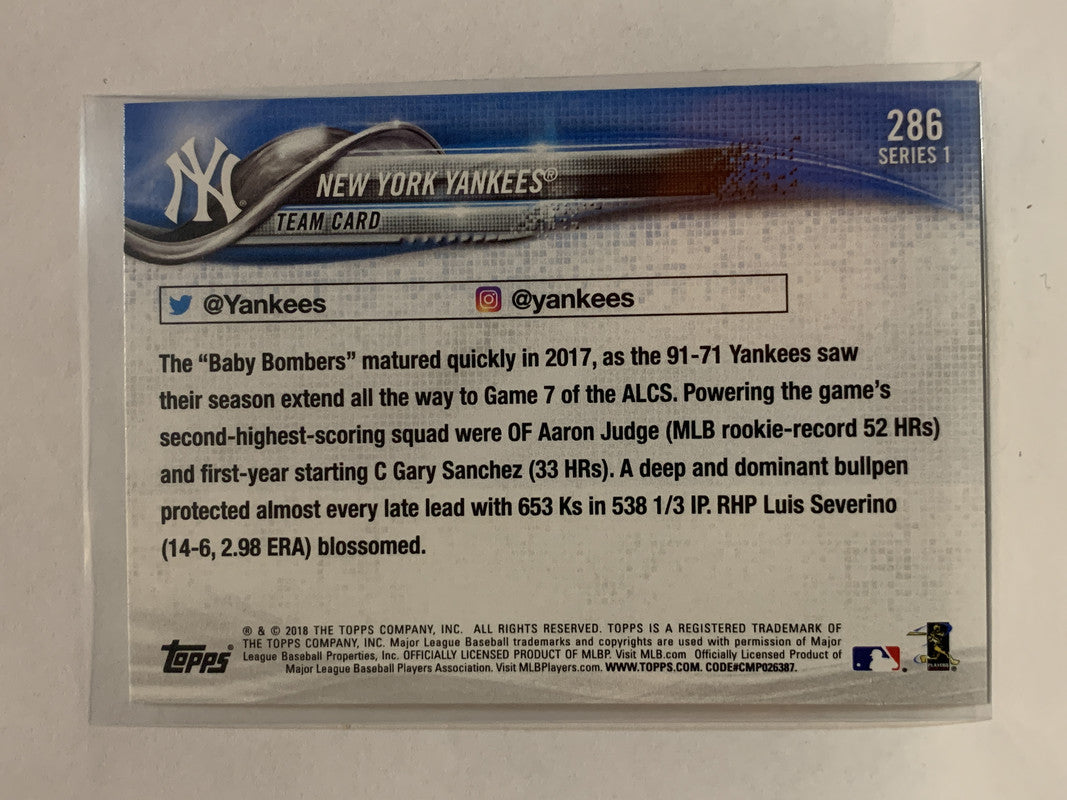 286
SERIES 1
NY
NEW YORK YANKEES®
TEAM CARD
@Yankees @yankees
The “Baby Bombers” matured quickly in 2017, as the 91-71 Yankees saw
their season extend all the way to Game 7 of the ALCS. Powering the game’s
second-highest-scoring squad were OF Aaron Judge (MLB rookie-record 52 HRs)
and first-year starting C Gary Sanchez (33 HRs). A deep and dominant bullpen
protected almost every late lead with 653 Ks in 538 1/3 IP. RHP Luis Severino
(14-6, 2.98 ERA) blossomed.
® & © 2018 THE TOPPS COMPANY, INC. ALL RIGHTS RESERVED. TOPPS IS A REGISTERED TRADEMARK OF
THE TOPPS COMPANY, INC. Major League Baseball trademarks and copyrights are used with permission of Major
League Baseball Properties, Inc. OFFICIALLY LICENSED PRODUCT OF MLBP. Visit MLB.com Officially Licensed Product of
Major League Baseball Players Association. Visit MLBPlayers.com. WWW.TOPPS.COM. CODE#CMP026387.
TOPPS®
PLAYERS